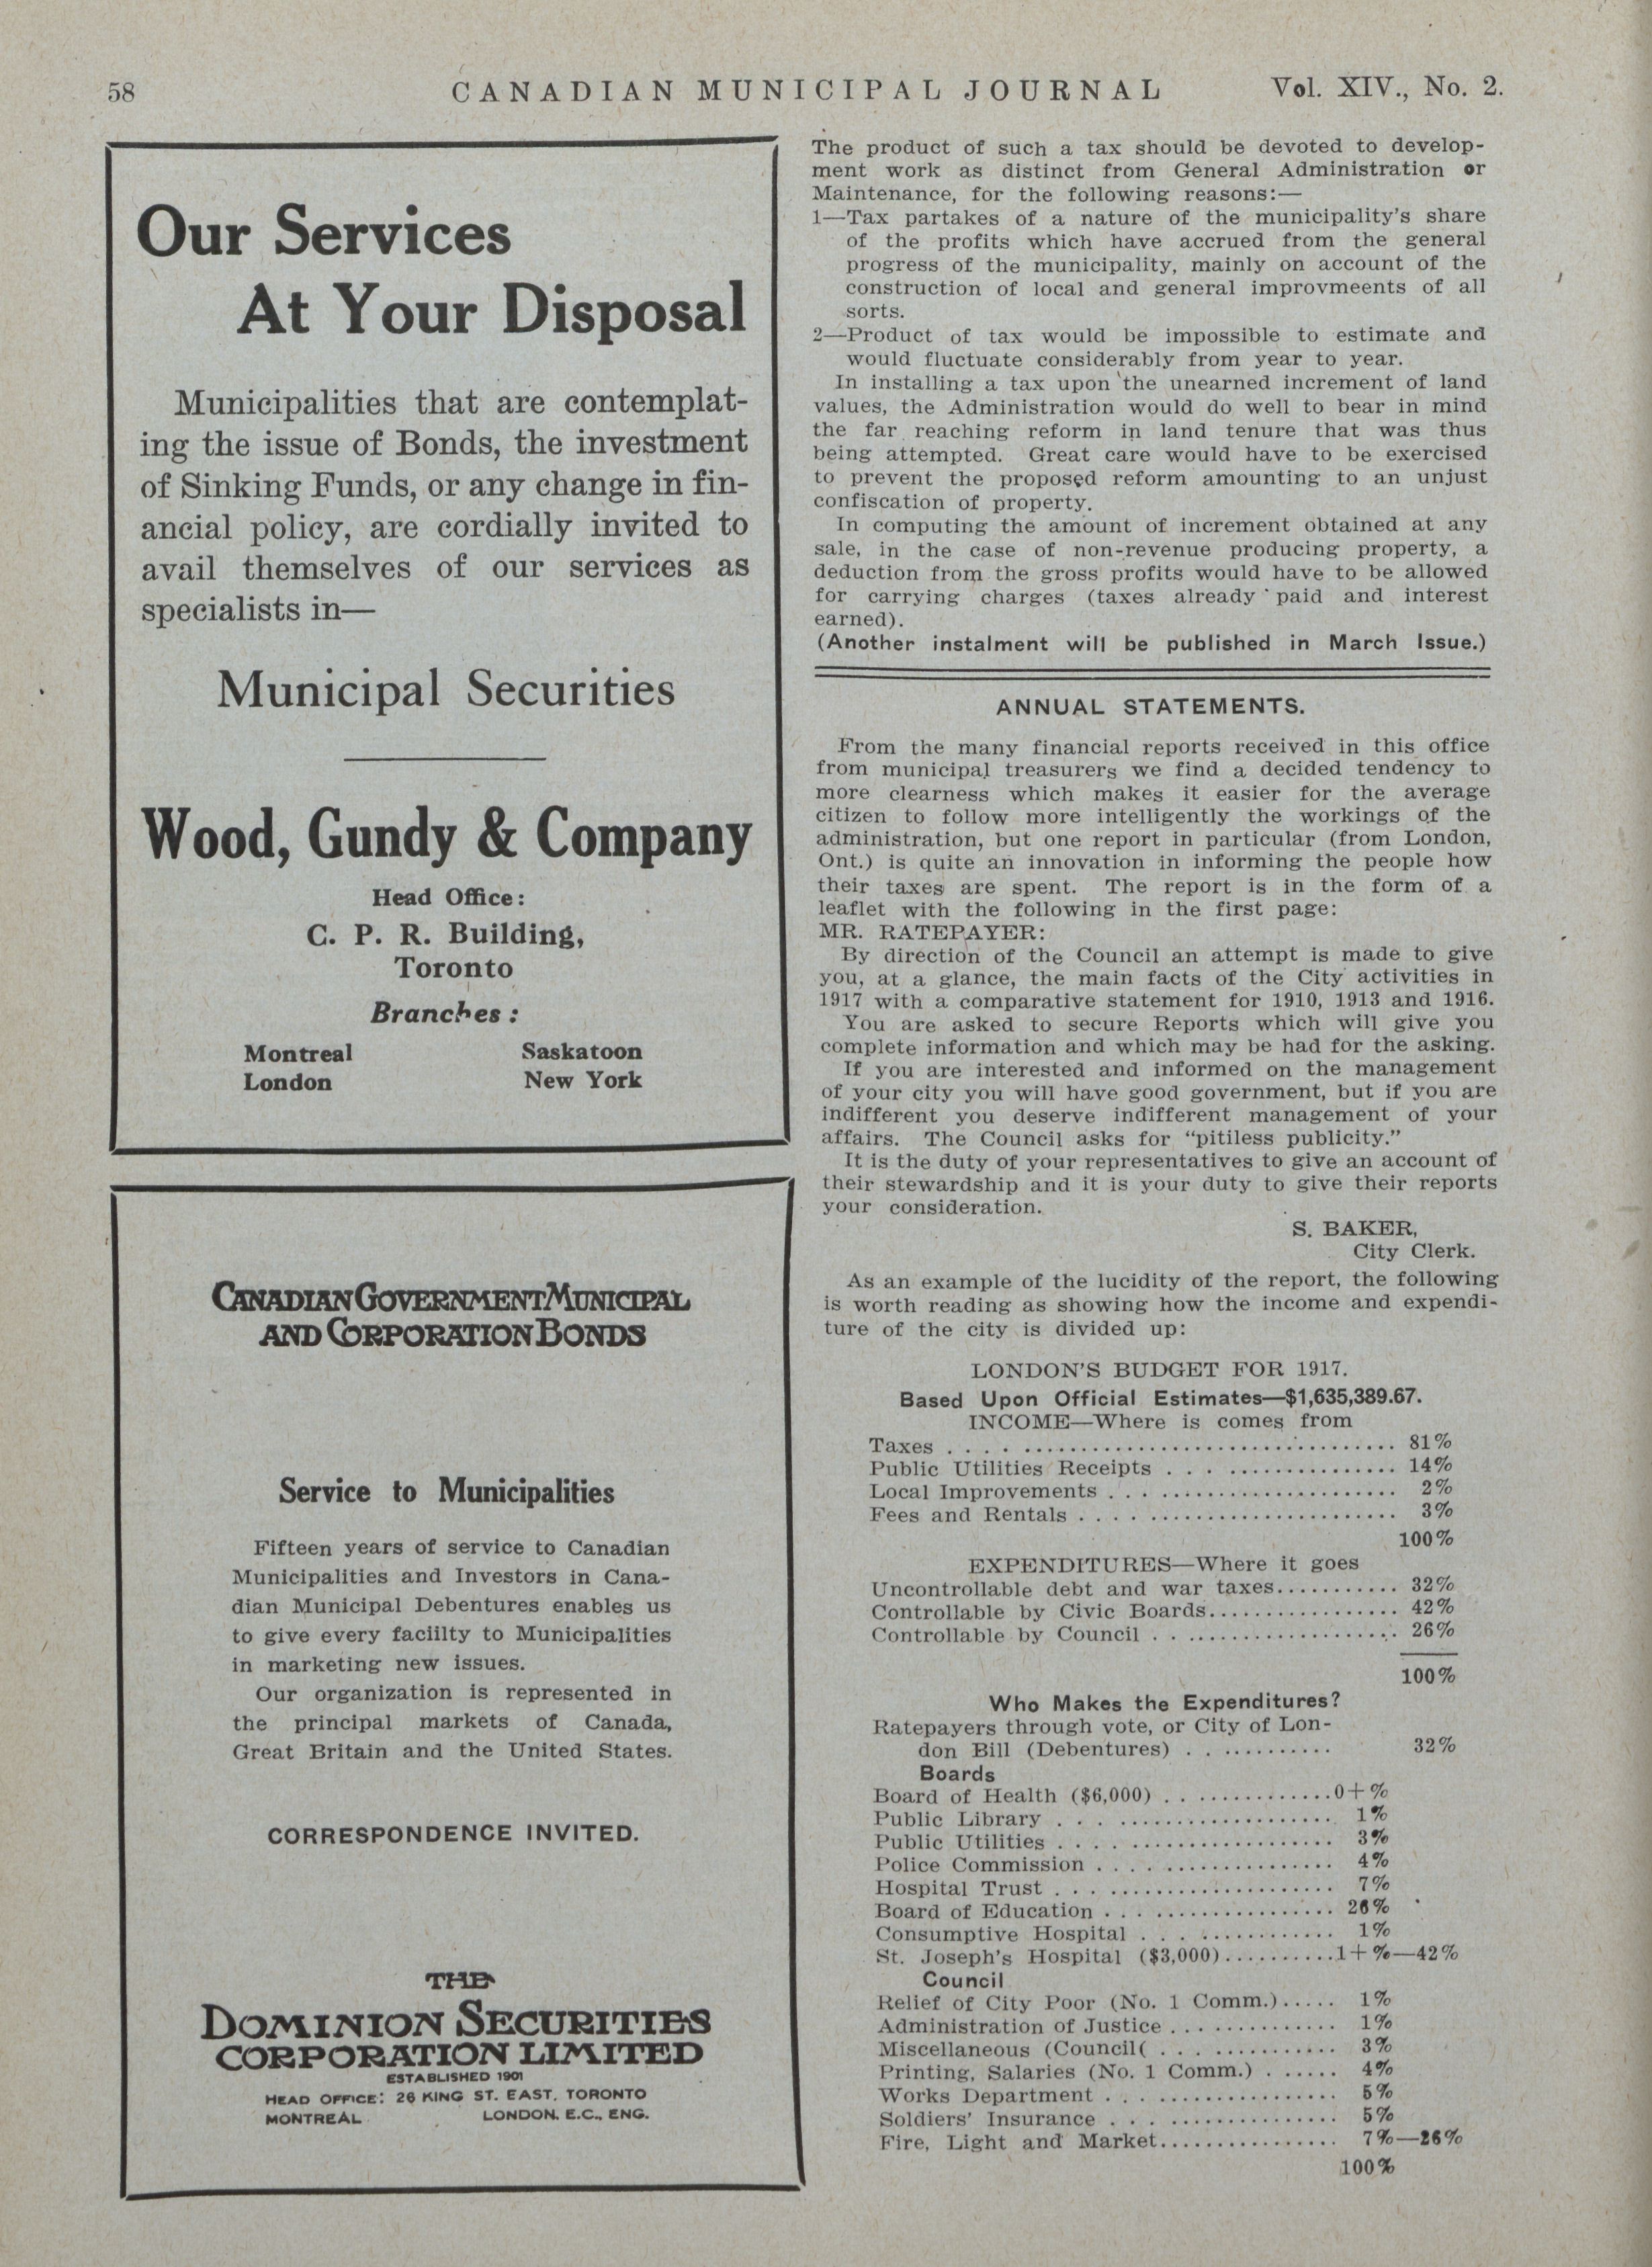 58
CANADIAN MUNICIPAL JOURNAL
Vol. XIV., No. 2.
Our Services
At Your Disposal
Municipalities that are contemplat-
ing the issue of Bonds, the investment
of Sinking Funds, or any change in fin-
ancial policy, are cordially invited to
avail themselves of our services as
specialists in—
Municipal Securities
Wood, Gundy & Company
Head Office:
C. P. R. Building,
Toronto
Branches:
Montreal Saskatoon
London New York
CANADIAN GOVERNMENT MUNICIPAL
AND CORPORATION BONDS
Service to Municipalities
Fifteen years of service to Canadian
Municipalities and Investors in Cana-
dian Municipal Debentures enables us
to give every faciilty to Municipalities
in marketing new issues.
Our organization is represented in
the principal markets of Canada,
Great Britain and the United States.
CORRESPONDENCE INVITED.
THE
DOMINION SECURITIES
CORPORATION LIMITED
ESTABLISHED 1901
HEAD OFFICE: 26 KING ST. EAST, TORONTO
MONTREAL LONDON, E.C., ENG.
The product of such a tax should be devoted to develop-
ment work as distinct from General Administration or
Maintenance, for the following reasons:—
1—Tax partakes of a nature of the municipality's share
of the profits which have accrued from the general
progress of the municipality, mainly on account of the
construction of local and general improvmeents of all
sorts.
2—Product of tax would be impossible to estimate and
would fluctuate considerably from year to year.
In installing a tax upon the unearned increment of land
values, the Administration would do well to bear in mind
the far reaching reform in land tenure that was thus
being attempted. Great care would have to be exercised
to prevent the proposed reform amounting to an unjust
confiscation of property.
In computing the amount of increment obtained at any
sale, in the case of non-revenue producing property, a
deduction from the gross profits would have to be allowed
for carrying charges (taxes already paid and interest
earned).
(Another instalment will be published in March Issue.)
ANNUAL STATEMENTS.
From the many financial reports received in this office
from municipal treasurers we find a decided tendency to
more clearness which makes it easier for the average
citizen to follow more intelligently the workings of the
administration, but one report in particular (from London,
Ont.) is quite an innovation in informing the people how
their taxes are spent. The report is in the form of a
leaflet with the following in the first page:
MR. RATEPAYER:
By direction of the Council an attempt is made to give
you, at a glance, the main facts of the City activities in
1917 with a comparative statement for 1910, 1913 and 1916.
You are asked to secure Reports which will give you
complete information and which may be had for the asking.
If you are interested and informed on the management
of your city you will have good government, but if you are
indifferent you deserve indifferent management of your
affairs. The Council asks for "pitiless publicity."
It is the duty of your representatives to give an account of
their stewardship and it is your duty to give their reports
your consideration.
S. BAKER,
City Clerk.
As an example of the lucidity of the report, the following
is worth reading as showing how the income and expendi-
ture of the city is divided up:
LONDON'S BUDGET FOR 1917.
Based Upon Official Estimates—$1,635,389.67.
INCOME—Where is comes from
Taxes . . . . ................................. 81%
Public Utilities Receipts . . . ............... 14%
Local Improvements . . . ..................... 2%
Fees and Rentals . . . . ...................... 3%
100%
EXPENDITURES—Where it goes
Uncontrollable debt and war taxes........... 32%
Controllable by Civic Boards................. 42%
Controllable by Council . . ................... 26%
100%
Who Makes the Expenditures?
Ratepayers through vote, or City of Lon-
don Bill (Debentures) . . ........... 32%
Boards
Board of Health ($6,000) . . .............0+%
Public Library . . . ................... 1%
Public Utilities . . . . .................. 3%
Police Commission . . . . ................ 4%
Hospital Trust . . . ..................... 7%
Board of Education . . . ................ 26%
Consumptive Hospital . . . ............ 1%
St. Joseph's Hospital ($3,000)..........1+%—42%
Council
Relief of City Poor (No. 1 Comm.)..... 1%
Administration of Justice . . ............. 1%
Miscellaneous (Council( . . . ............ 3%
Printing, Salaries (No. 1 Comm.) . ...... 4%
Works Department . . . ................. 5%
Soldiers' Insurance . . . ................ 5%
Fire, Light and Market................ 7%—26%
100%